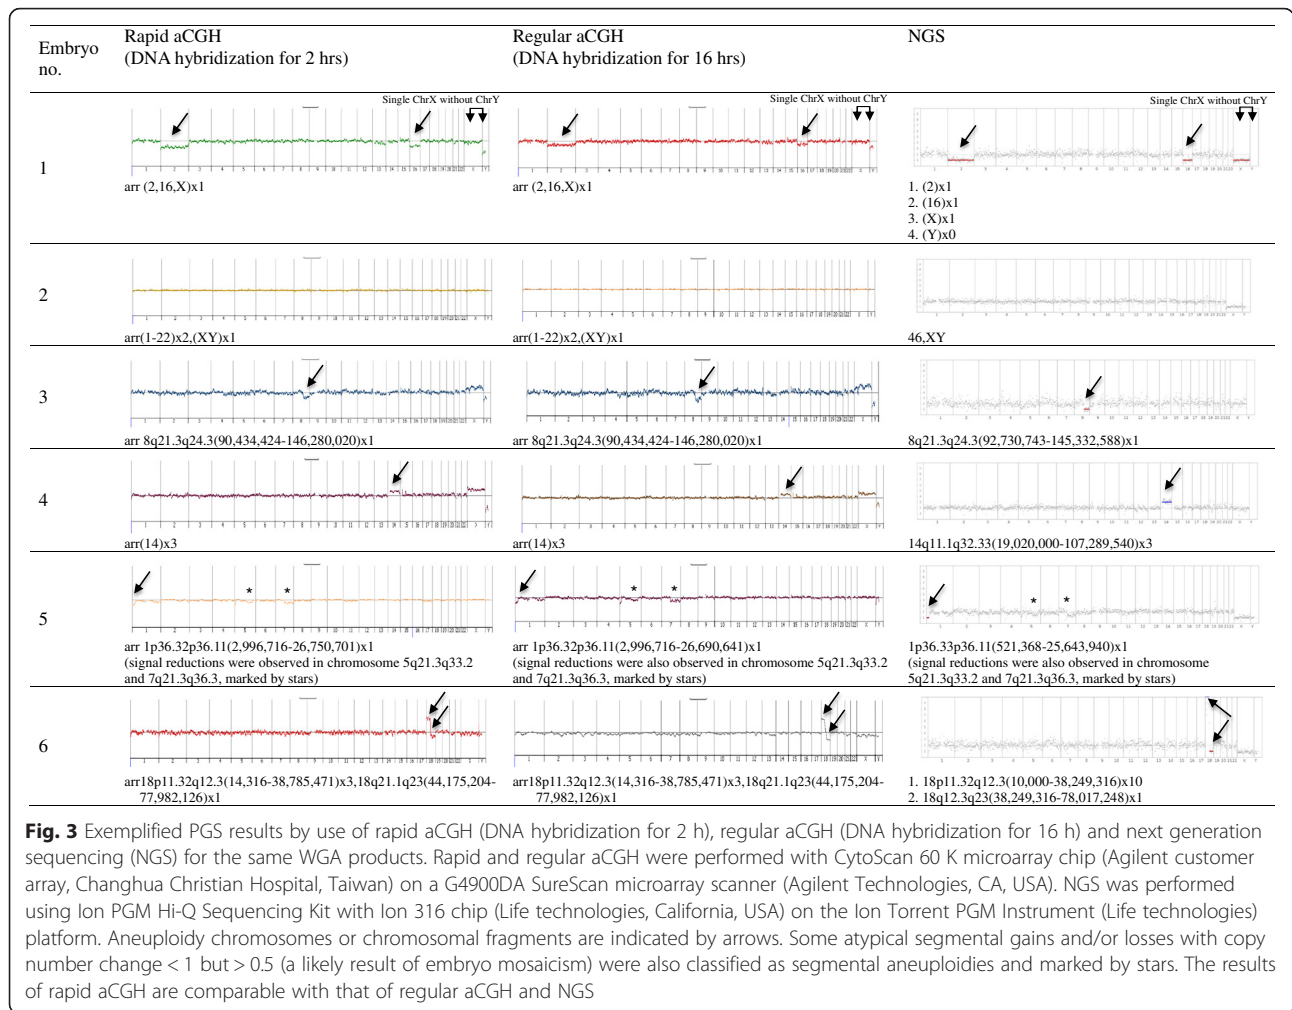 Embryo no.
Rapid aCGH
(DNA hybridization for 2 hrs)
Regular aCGH
(DNA hybridization for 16 hrs)
NGS
1
Single ChrX without ChrY
arr (2,16,X)x1
Single ChrX without ChrY
arr (2,16,X)x1
Single ChrX without ChrY
1. (2)x1
2. (16)x1
3. (X)x1
4. (Y)x0
2
arr(1-22)x2,(XY)x1
arr(1-22)x2,(XY)x1
46,XY
3
arr 8q21.3q24.3(90,434,424-146,280,020)x1
arr 8q21.3q24.3(90,434,424-146,280,020)x1
8q21.3q24.3(92,730,743-145,332,588)x1
4
arr(14)x3
arr(14)x3
14q11.1q32.33(19,020,000-107,289,540)x3
5
* *
arr 1p36.32p36.11(2,996,716-26,750,701)x1
(signal reductions were observed in chromosome 5q21.3q33.2
and 7q21.3q36.3, marked by stars)
* *
arr 1p36.32p36.11(2,996,716-26,690,641)x1
(signal reductions were also observed in chromosome 5q21.3q33.2
and 7q21.3q36.3, marked by stars)
* *
1p36.33p36.11(521,368-25,643,940)x1
(signal reductions were also observed in chromosome
5q21.3q33.2 and 7q21.3q36.3, marked by stars)
6
arr18p11.32q12.3(14,316-38,785,471)x3,18q21.1q23(44,175,204-
77,982,126)x1
arr18p11.32q12.3(14,316-38,785,471)x3,18q21.1q23(44,175,204-
77,982,126)x1
1. 18p11.32q12.3(10,000-38,249,316)x10
2. 18q12.3q23(38,249,316-78,017,248)x1
Fig. 3 Exemplified PGS results by use of rapid aCGH (DNA hybridization for 2 h), regular aCGH (DNA hybridization for 16 h) and next generation
sequencing (NGS) for the same WGA products. Rapid and regular aCGH were performed with CytoScan 60 K microarray chip (Agilent customer
array, Changhua Christian Hospital, Taiwan) on a G4900DA SureScan microarray scanner (Agilent Technologies, CA, USA). NGS was performed
using Ion PGM Hi-Q Sequencing Kit with Ion 316 chip (Life technologies, California, USA) on the Ion Torrent PGM Instrument (Life technologies)
platform. Aneuploidy chromosomes or chromosomal fragments are indicated by arrows. Some atypical segmental gains and/or losses with copy
number change < 1 but > 0.5 (a likely result of embryo mosaicism) were also classified as segmental aneuploidies and marked by stars. The results
of rapid aCGH are comparable with that of regular aCGH and NGS